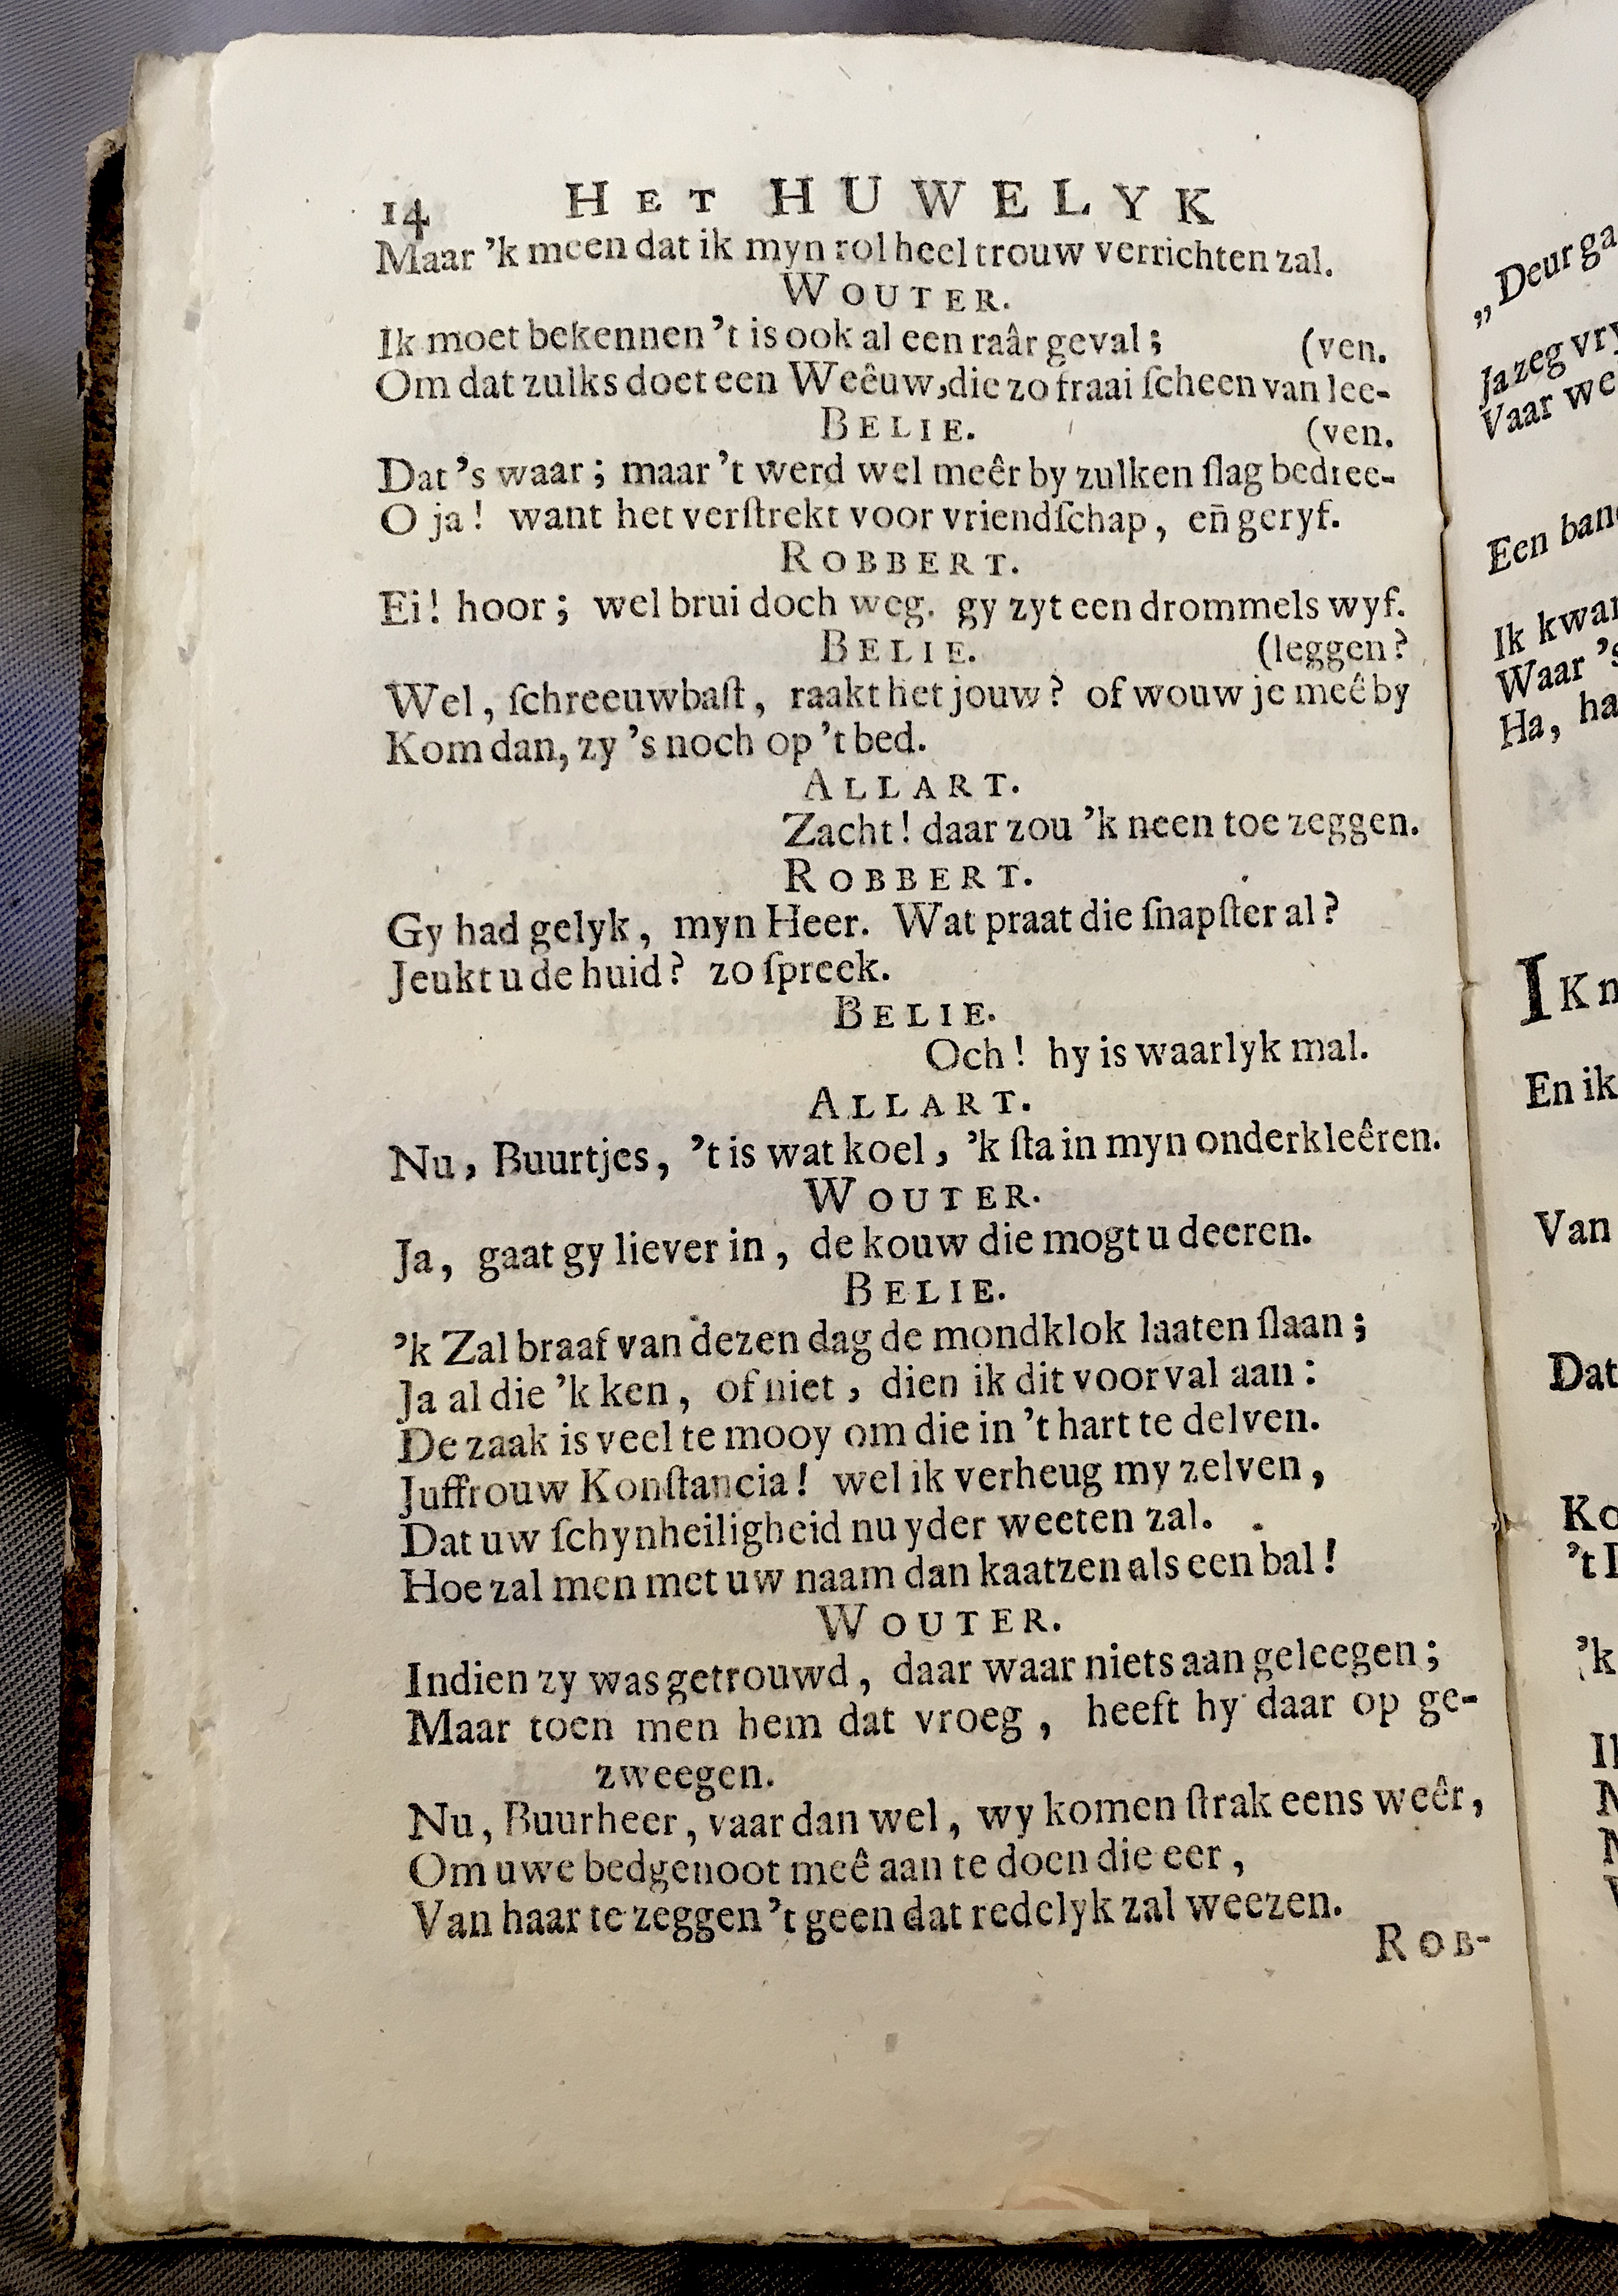 14 HET HUWELYK
Maar ’k meen dat ik myn rol heel trouw verrichten zal.
WOUTER.
Ik moet bekennen ’t is ook al een raâr geval; (ven.
Om dat zulks doet een Weêuw, die zo fraai ſcheen van lee-
BELIE. (ven.
Dat ’s waar; maar ’t werd wel meêr by zulken ſlag bedree-
O ja! want het verſtrekt voor vriendſchap, en̄ geryf.
ROBBERT.
Ei! hoor; wel brui doch weg. gy zyt een drommels wyf.
BELIE. (leggen?
Wel, ſchreeuwbaſt, raakt het jouw? of wouw je meê by
Kom dan, zy ’s noch op ’t bed.
ALLART.
Zacht! daar zou ’k neen toe zeggen.
ROBBERT.
Gy had gelyk, myn Heer. Wat praat die ſnapſter al?
Jeukt u de huid? zo ſpreek.
BELIE.
Och! hy is waarlyk mal.
ALLART.
Nu, Buurtjes, ’t is wat koel, ’k ſta in myn onderkleêren.
WOUTER.
Ja, gaat gy liever in, de kouw die mogt u deeren.
BELIE.
’k Zal braaf van dezen dag de mondklok laaten ſlaan;
Ja al die ’k ken, of niet, dien ik dit voorval aan:
De zaak is veel te mooy om die in ’t hart te delven.
Juffrouw Konſtancia! wel ik verheug my zelven,
Dat uw ſchynheiligheid nu yder weeten zal.
Hoe zal men met uw naam dan kaatzen als een bal!
WOUTER.
Indien zy was getrouwd, daar waar niets aan geleegen;
Maar toen men hem dat vroeg, heeft hy daar op ge-
zweegen.
Nu, Buurheer, vaar dan wel, wy komen ſtrak eens weêr,
Om uwe bedgenoot meê aan te doen die eer,
Van haar te zeggen ’t geen dat redelyk zal weezen.
ROB-
„Deur ga
Ja zeg vry
Vaar we
Een ban
Ik kwa
Waar ’s
Ha, ha
IK n
En ik
Van
Dat
Ko
’t
’k